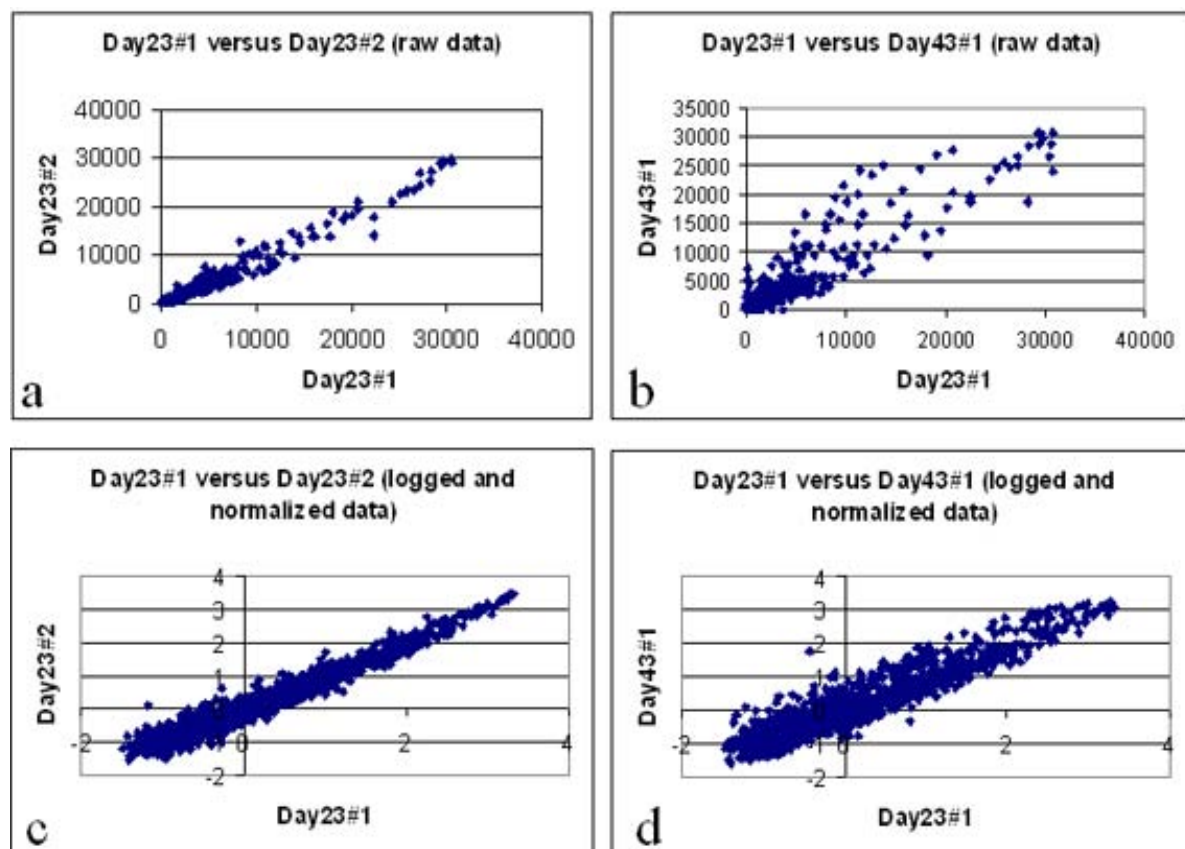 Day23#1 versus Day23#2 (raw data)
40000
30000
20000
10000
0
Day23#2
0 10000 20000 30000 40000
Day23#1
a
Day23#1 versus Day43#1 (raw data)
35000
30000
25000
20000
15000
10000
5000
0
Day43#1
0 10000 20000 30000 40000
Day23#1
b
Day23#1 versus Day23#2 (logged and
normalized data)
4
3
2
1
0
-2 -1 0 2 4
-2
Day23#2
Day23#1
c
Day23#1 versus Day43#1 (logged and
normalized data)
4
3
2
1
0
-2 -1 0 2 4
-2
Day43#1
Day23#1
d